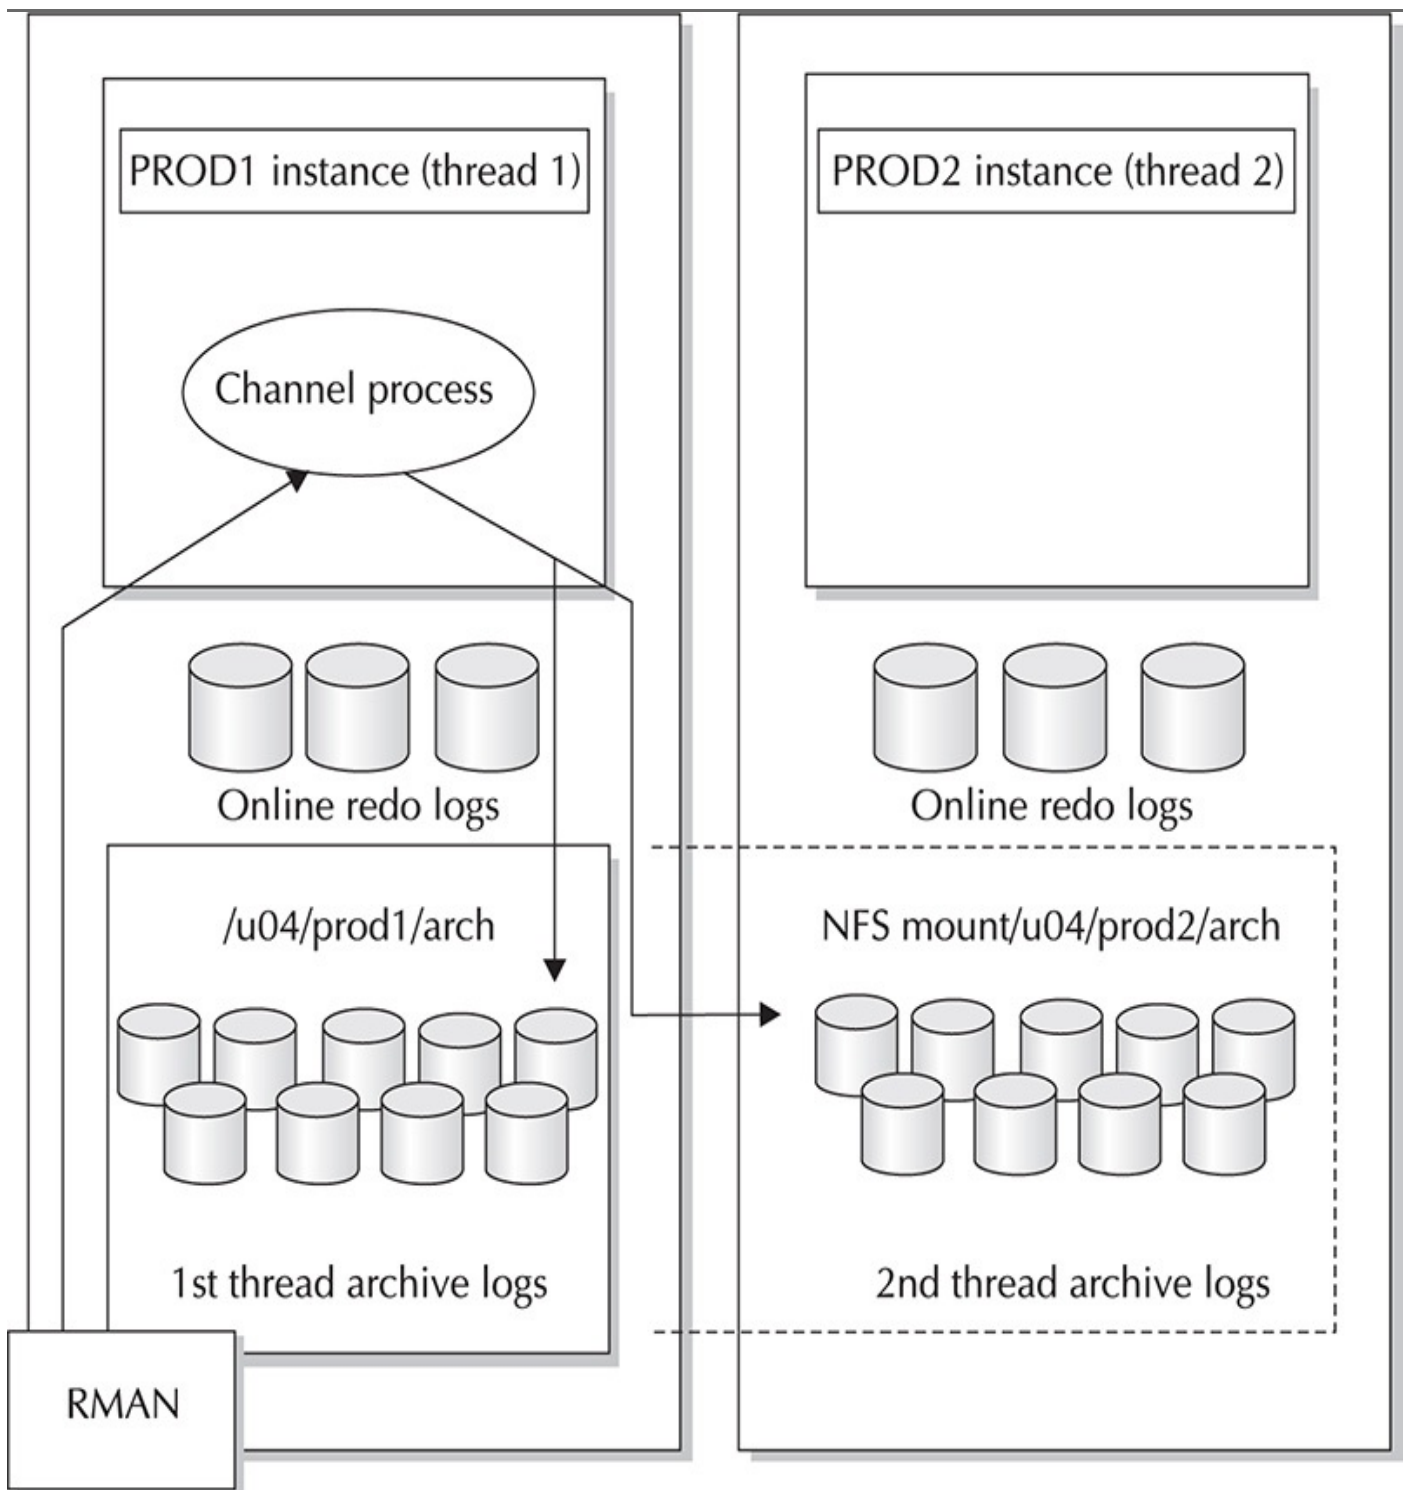 PROD1 instance (thread 1)
PROD2 instance (thread 2)
Channel process
Online redo logs
Online redo logs
/u04/prod1/arch
NFS mount/u04/prod2/arch
1st thread archive logs
2nd thread archive logs
RMAN